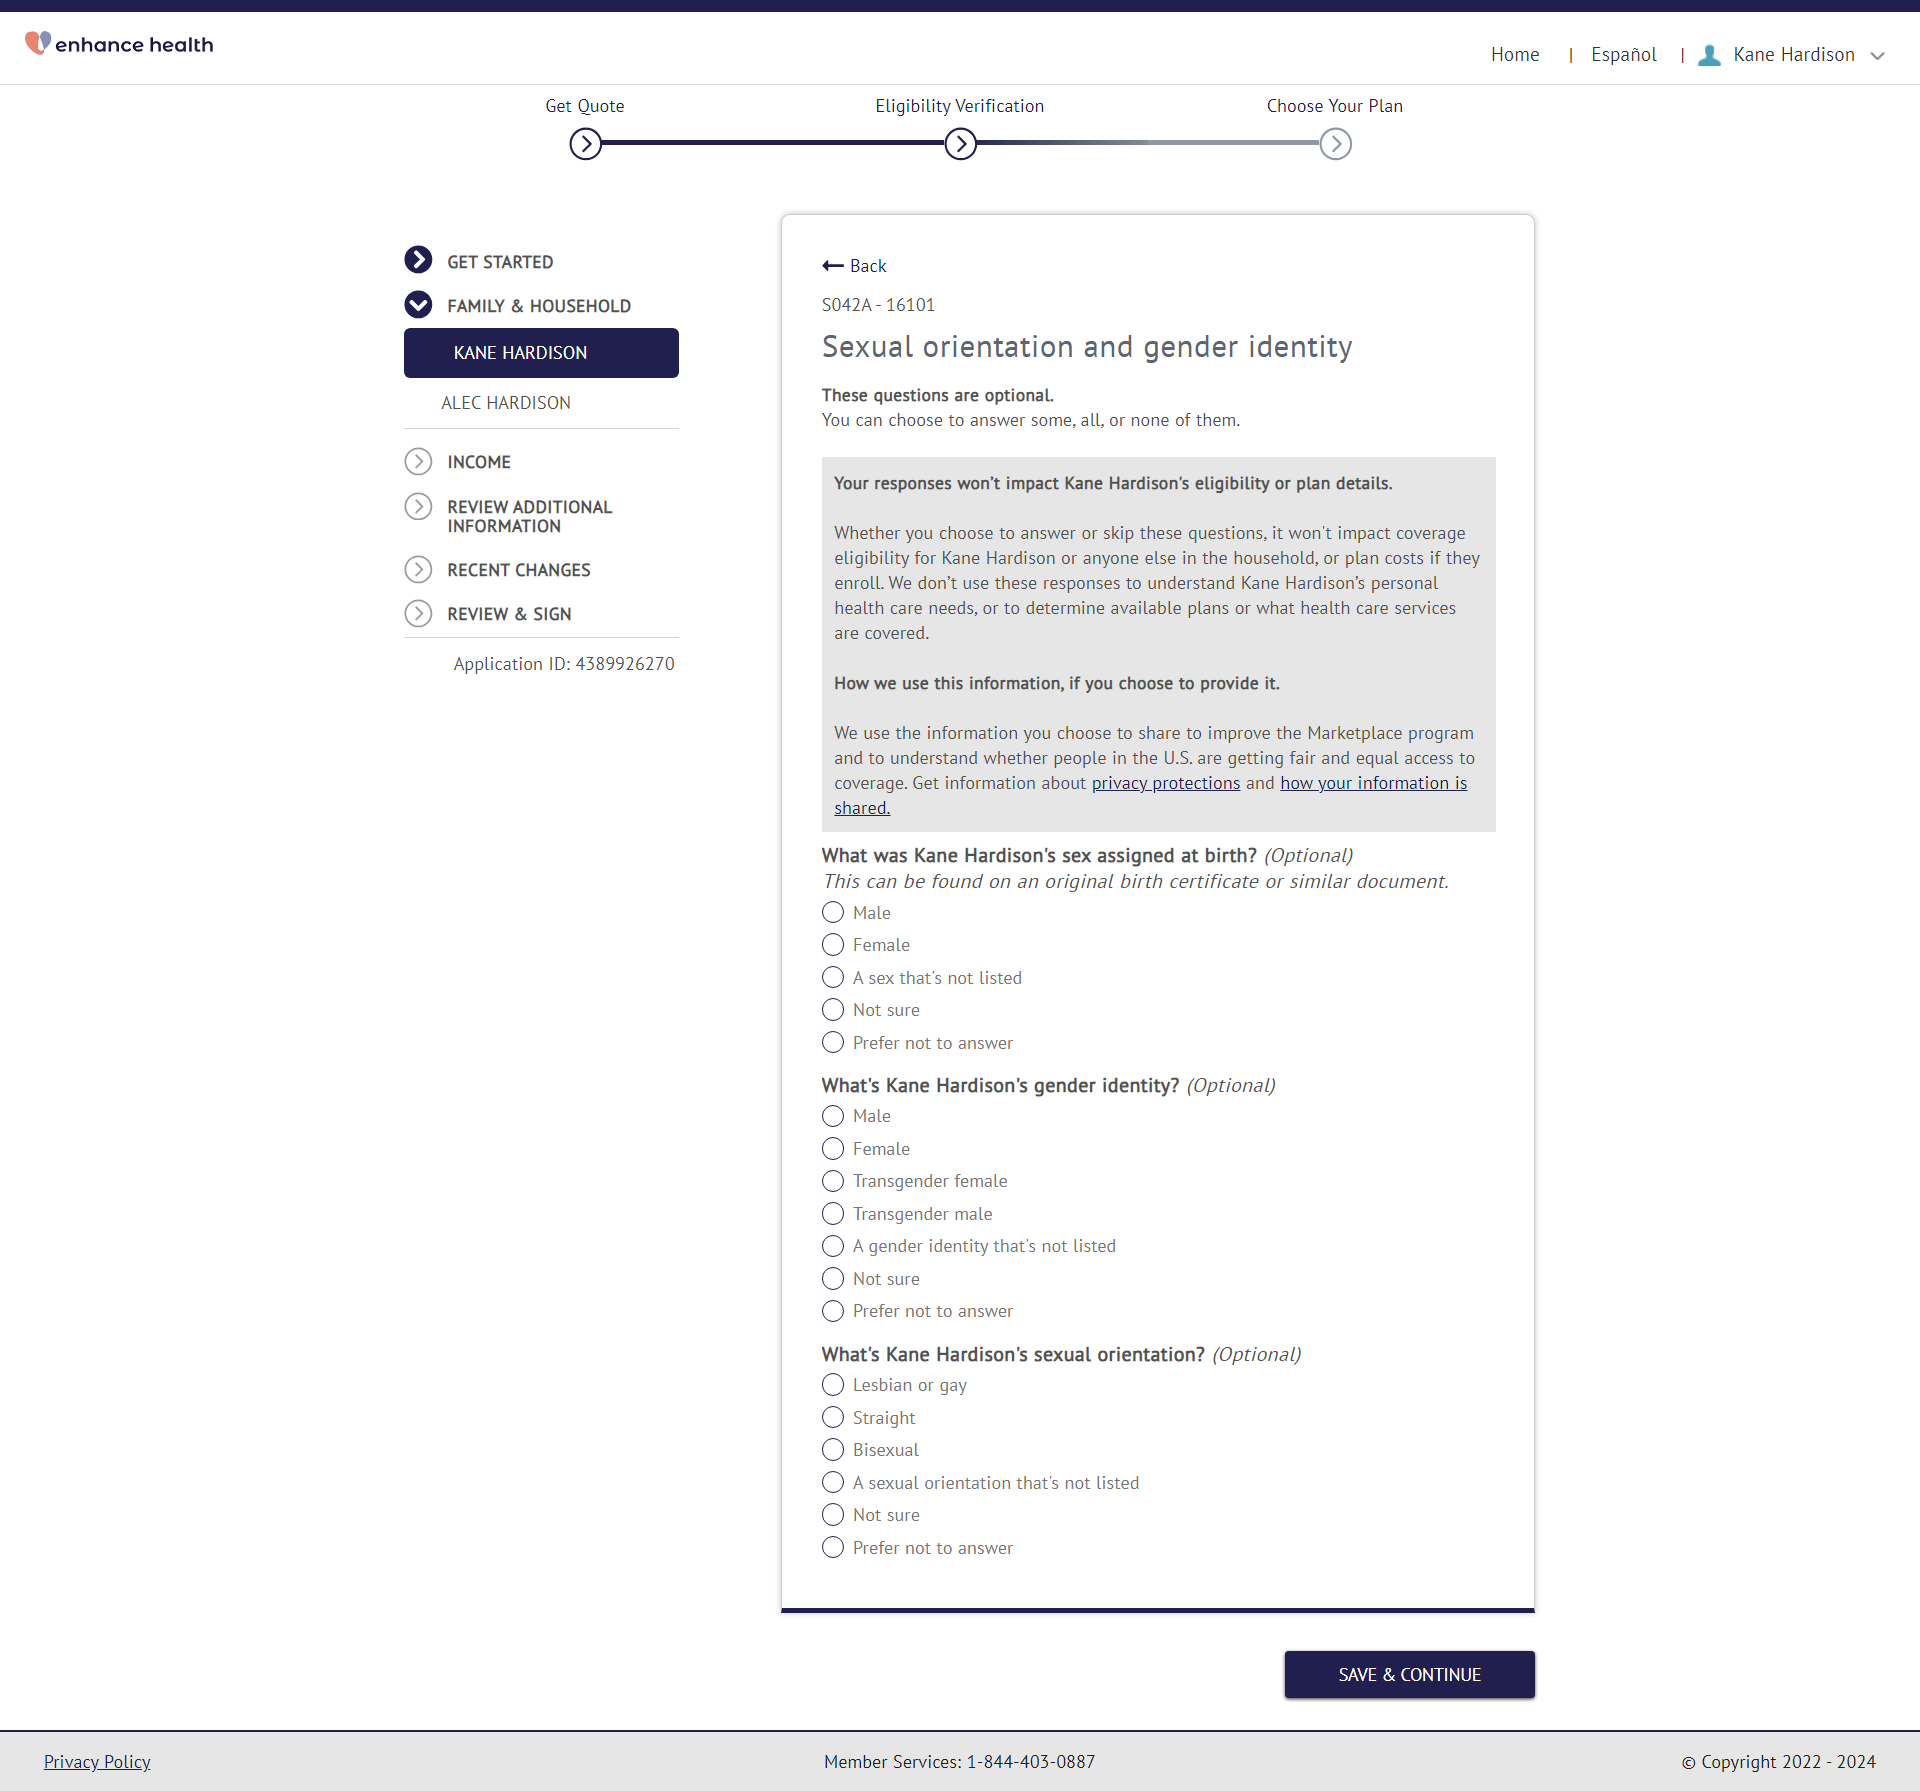 enhance health
Home | Español | Kane Hardison
Get Quote
Eligibility Verification
Choose Your Plan
GET STARTED
FAMILY & HOUSEHOLD
KANE HARDISON
ALEC HARDISON
INCOME
REVIEW ADDITIONAL
INFORMATION
RECENT CHANGES
REVIEW & SIGN
Application ID: 4389926270
Back
S042A - 16101
Sexual orientation and gender identity
These questions are optional.
You can choose to answer some, all, or none of them.
Your responses won’t impact Kane Hardison's eligibility or plan details.
Whether you choose to answer or skip these questions, it won't impact coverage
eligibility for Kane Hardison or anyone else in the household, or plan costs if they
enroll. We don’t use these responses to understand Kane Hardison’s personal
health care needs, or to determine available plans or what health care services
are covered.
How we use this information, if you choose to provide it.
We use the information you choose to share to improve the Marketplace program
and to understand whether people in the U.S. are getting fair and equal access to
coverage. Get information about privacy protections and how your information is
shared.
What was Kane Hardison's sex assigned at birth? (Optional)
This can be found on an original birth certificate or similar document.
Male
Female
A sex that's not listed
Not sure
Prefer not to answer
What's Kane Hardison's gender identity? (Optional)
Male
Female
Transgender female
Transgender male
A gender identity that's not listed
Not sure
Prefer not to answer
What's Kane Hardison's sexual orientation? (Optional)
Lesbian or gay
Straight
Bisexual
A sexual orientation that's not listed
Not sure
Prefer not to answer
SAVE & CONTINUE
Privacy Policy
Member Services: 1-844-403-0887
© Copyright 2022 - 2024